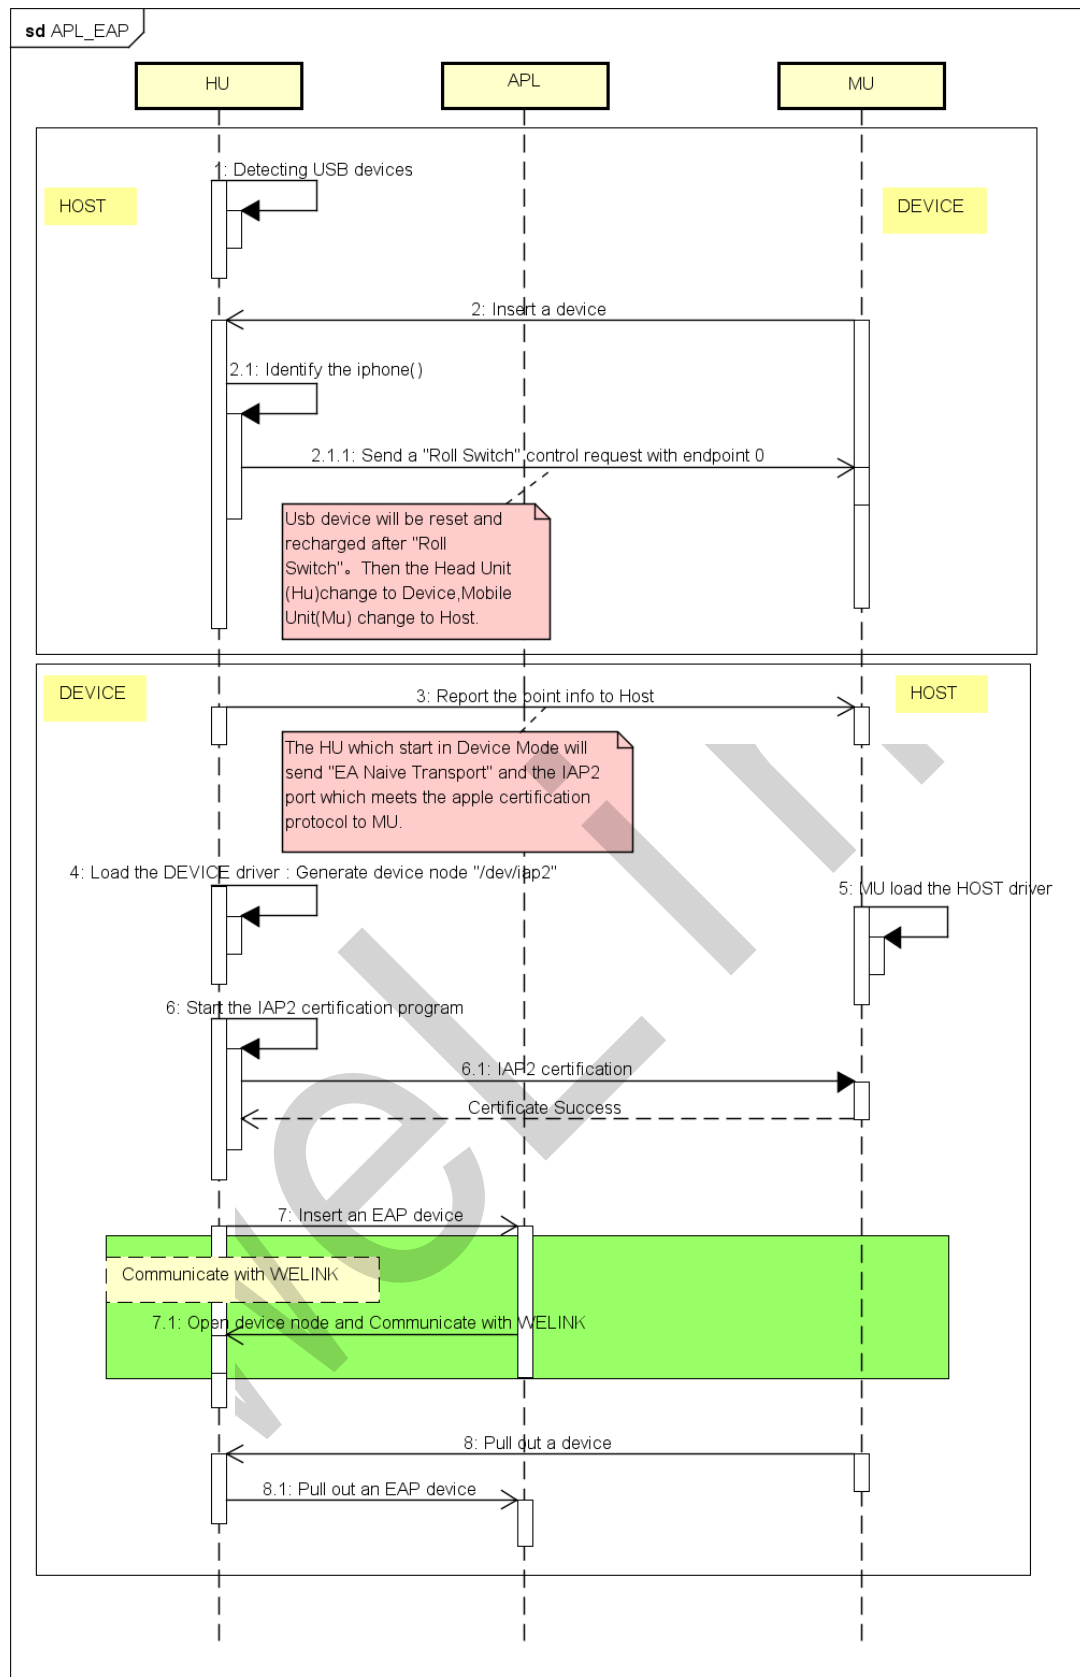 sd APL_EAP
HU
APL
MU
1: Detecting USB devices
HOST
DEVICE
2: Insert a device
2.1: Identify the iphone()
2.1.1: Send a "Roll Switch" control request with endpoint 0
Usb device will be reset and
recharged after "Roll
Switch"。Then the Head Unit
(Hu)change to Device,Mobile
Unit(Mu) change to Host.
DEVICE
HOST
3: Report the point info to Host
The HU which start in Device Mode will
send "EA Naive Transport" and the IAP2
port which meets the apple certification
protocol to MU.
4: Load the DEVICE driver : Generate device node "/dev/iap2"
5: MU load the HOST driver
6: Start the IAP2 certification program
6.1: IAP2 certification
Certificate Success
7: Insert an EAP device
Communicate with WELINK
7.1: Open device node and Communicate with WELINK
8: Pull out a device
8.1: Pull out an EAP device